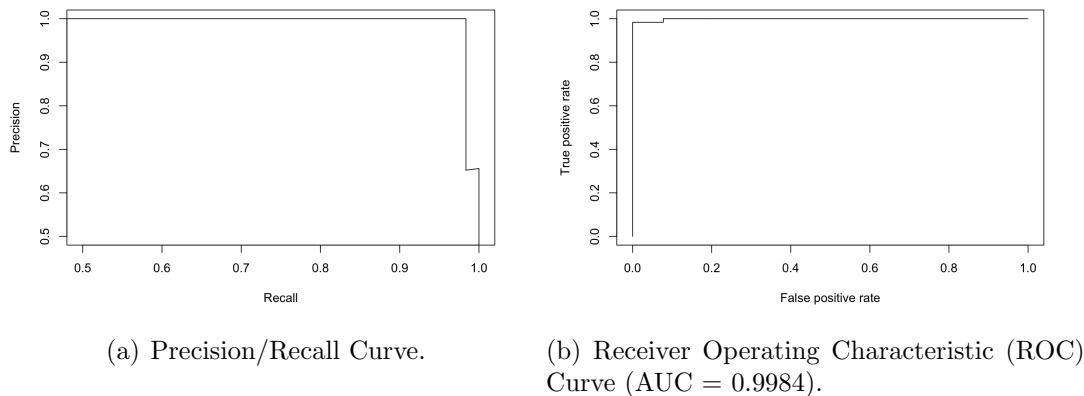 1.0
0.9
0.8
0.7
0.6
0.5
Precision
0.5 0.6 0.7 0.8 0.9 1.0
Recall
1.0
0.8
0.6
0.4
0.2
0.0
True positive rate
0.0 0.2 0.4 0.6 0.8 1.0
False positive rate
(a) Precision/Recall Curve.
(b) Receiver Operating Characteristic (ROC)
Curve (AUC = 0.9984).